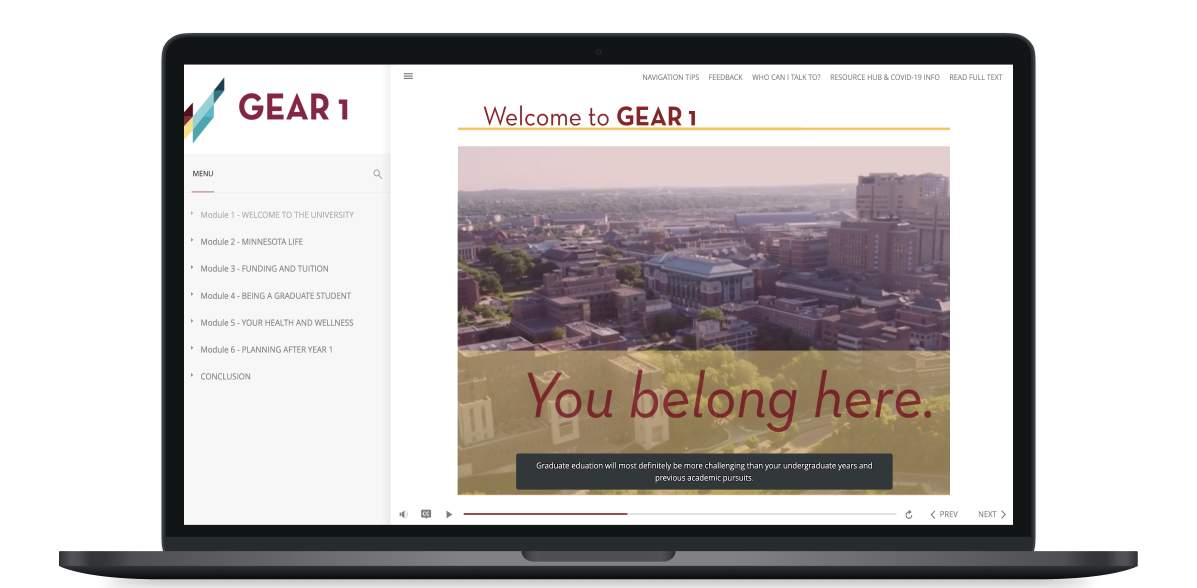 GEAR 1
NAVIGATION TIPS FEEDBACK WHO CAN I TALK TO? RESOURCE HUB & COVID-19 INFO READ FULL TEXT
Welcome to GEAR 1
MENU
Module 1 - WELCOME TO THE UNIVERSITY
Module 2 - MINNESOTA LIFE
Module 3 - FUNDING AND TUITION
Module 4 - BEING A GRADUATE STUDENT
Module 5 - YOUR HEALTH AND WELLNESS
Module 6 - PLANNING AFTER YEAR 1
CONCLUSION
You belong here.
Graduate eduation will most definitely be more challenging than your undergraduate years and
previous academic pursuits.
CC
PREV NEXT